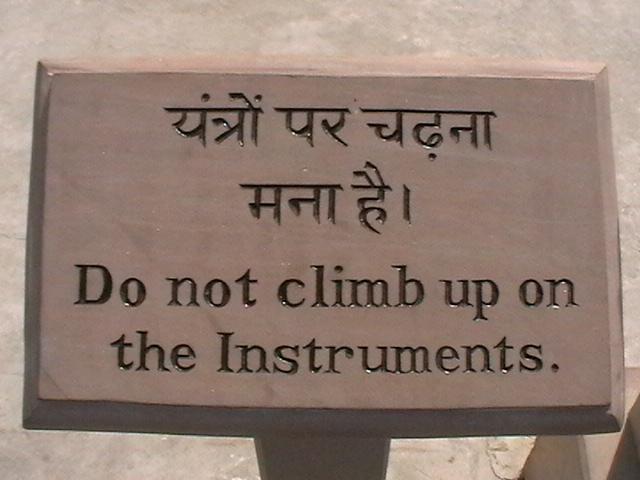 यंत्रों पर चढ़ना
मना है।
Do not climb up on
the Instruments.